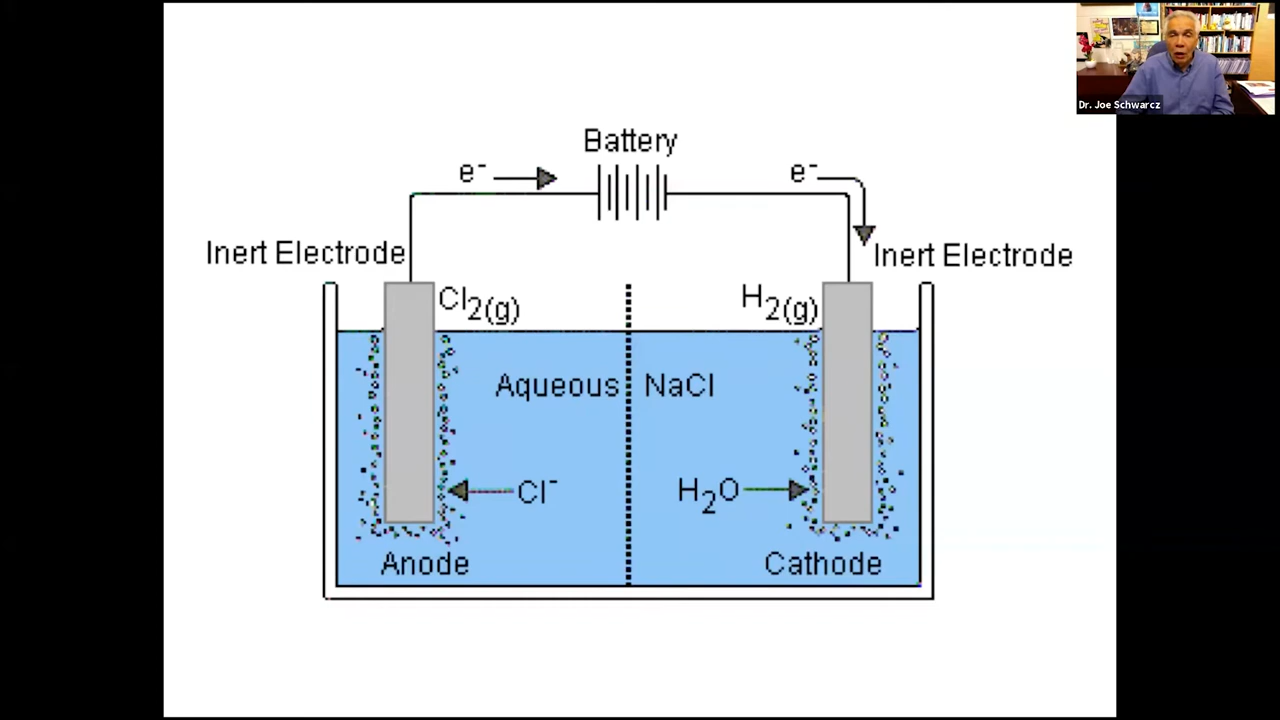 Dr. Joe Schwarcz
Battery
e⁻
e⁻
Inert Electrode
Inert Electrode
Cl₂(g)
H₂(g)
Aqueous NaCl
Cl⁻
H₂O
Anode
Cathode